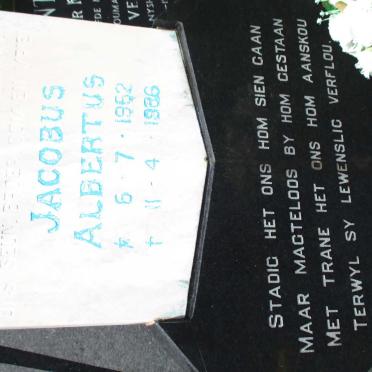 JACOBUS
ALBERTUS
* 6 - 7 - 1962
† 11 - 4 - 1986
STADIG HET ONS HOM SIEN GAAN
MAAR MAGTELOOS BY HOM GESTAAN
MET TRANE HET ONS HOM AANSKOU
TERWYL SY LEWENSLIG VERFLOU.